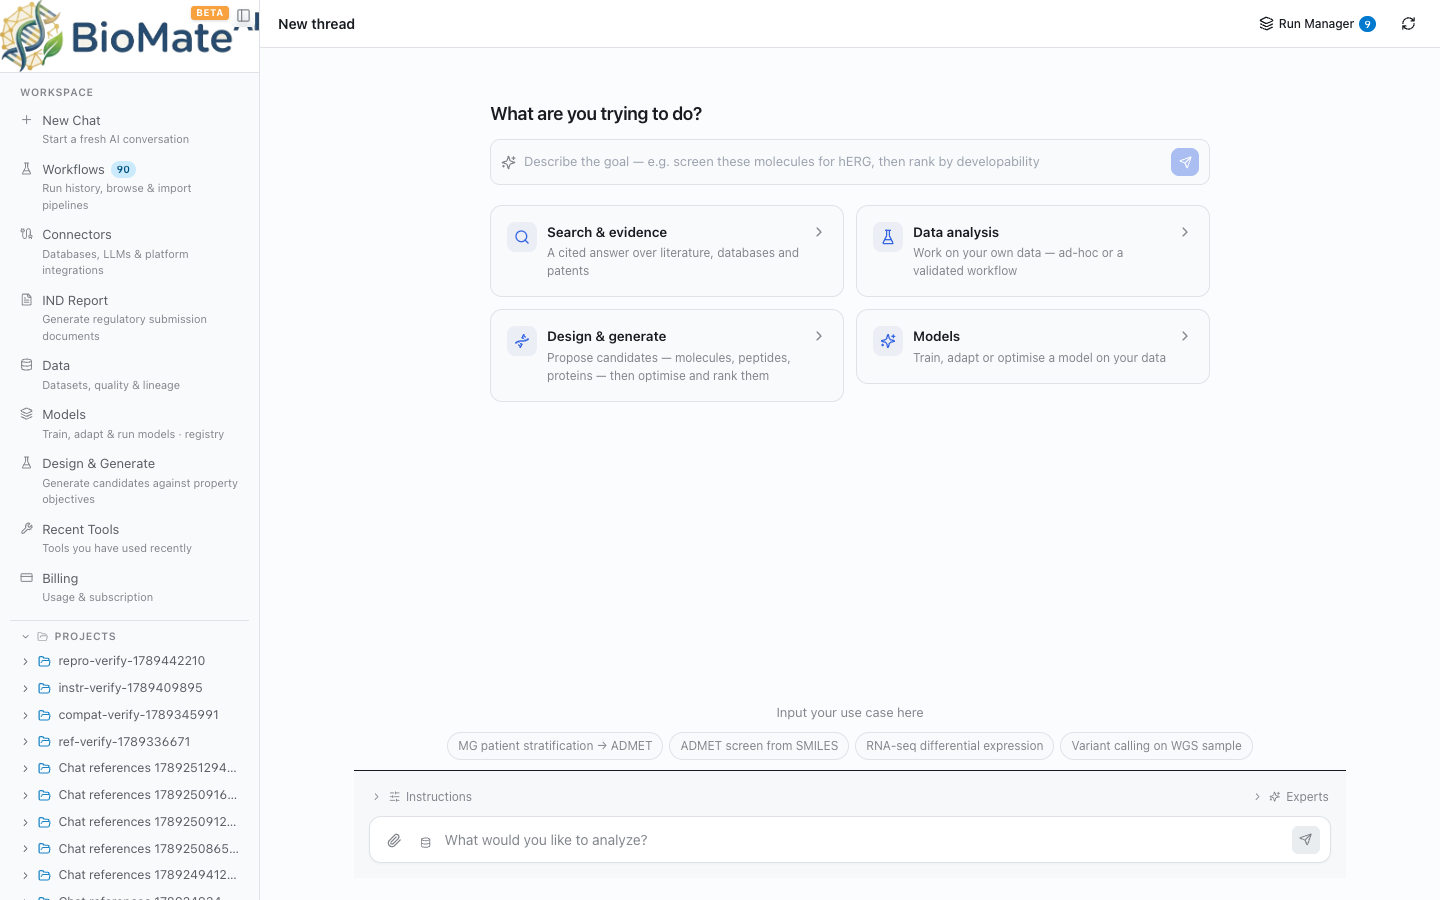 BioMate AI
BETA
New thread
Run Manager 9
WORKSPACE
New Chat
Start a fresh AI conversation
Workflows 90
Run history, browse & import
pipelines
Connectors
Databases, LLMs & platform
integrations
IND Report
Generate regulatory submission
documents
Data
Datasets, quality & lineage
Models
Train, adapt & run models · registry
Design & Generate
Generate candidates against property
objectives
Recent Tools
Tools you have used recently
Billing
Usage & subscription
PROJECTS
repro-verify-1789442210
instr-verify-1789409895
compat-verify-1789345991
ref-verify-1789336671
Chat references 1789251294...
Chat references 1789250916...
Chat references 1789250912...
Chat references 1789250865...
Chat references 1789249412...
What are you trying to do?
Describe the goal — e.g. screen these molecules for hERG, then rank by developability
Search & evidence
A cited answer over literature, databases and
patents
Data analysis
Work on your own data — ad-hoc or a
validated workflow
Design & generate
Propose candidates — molecules, peptides,
proteins — then optimise and rank them
Models
Train, adapt or optimise a model on your data
Input your use case here
MG patient stratification → ADMET
ADMET screen from SMILES
RNA-seq differential expression
Variant calling on WGS sample
Instructions
Experts
What would you like to analyze?